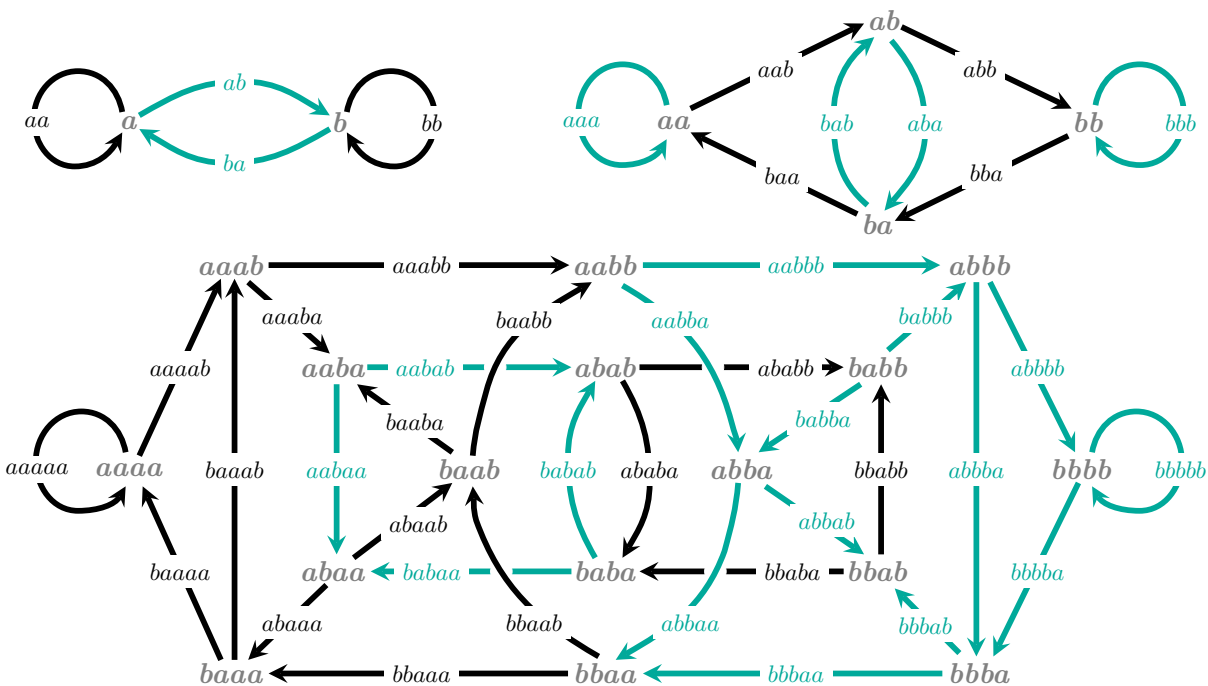 ab
aa a b bb
ba
ab
aab abb
aaa aa bab aba bb bbb
baa bba
ba
aaab aaabb aabb aabbb abbb
aaaba baabb aabba babbb
aaaab aaba aabab abab ababb babb abbbb
baaba babba
aaaaa aaaa baaab aabaa baab babab ababa abba bbabb abbba bbbb bbbbb
abaab abbab
baaaa abaa babaa baba bbaba bbab bbbba
abaaa bbaab abbaa bbbab
baaa bbaaa bbaa bbbaa bbba